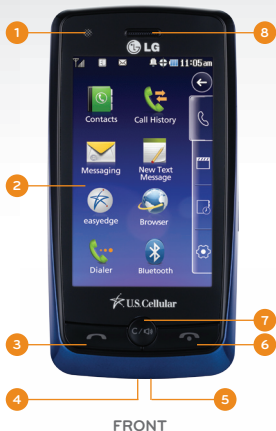 1
8
LG
11:05am
Contacts
Call History
Messaging
New Text
Message
2
easyedge
Browser
Dialer
Bluetooth
U.S. Cellular
7
C/
3
6
4
5
FRONT